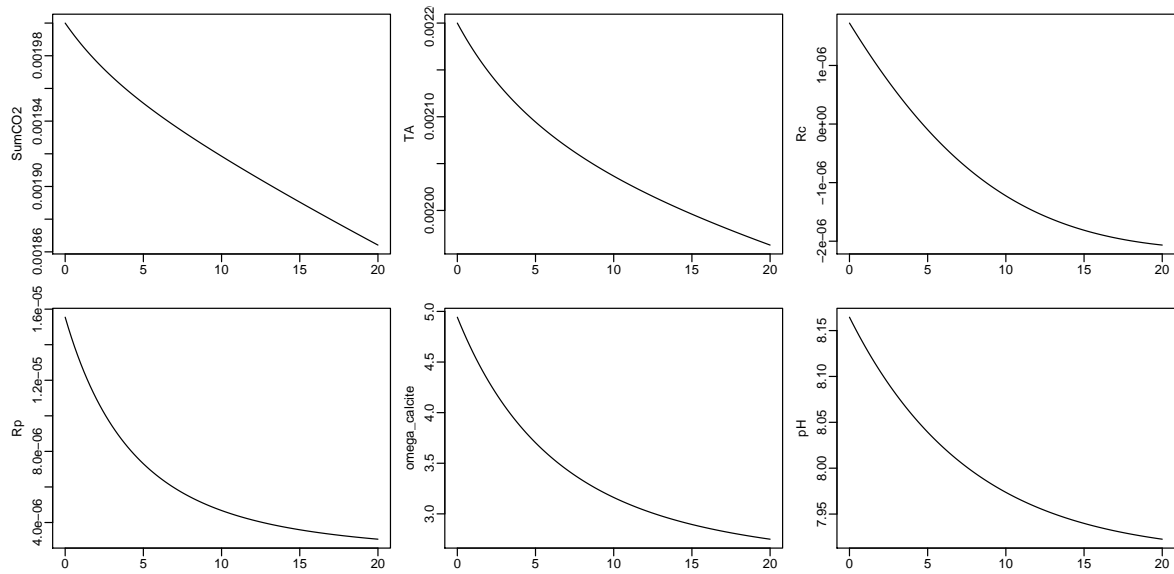 SumCO2
0.00186 0.00190 0.00194 0.00198
0 5 10 15 20
TA
0.00200 0.00210 0.0022
0 5 10 15 20
Rc
−2e−06 −1e−06 0e+00 1e−06
0 5 10 15 20
Rp
4.0e−06 8.0e−06 1.2e−05 1.6e−05
0 5 10 15 20
omega_calcite
3.0 3.5 4.0 4.5 5.0
0 5 10 15 20
pH
7.95 8.00 8.05 8.10 8.15
0 5 10 15 20